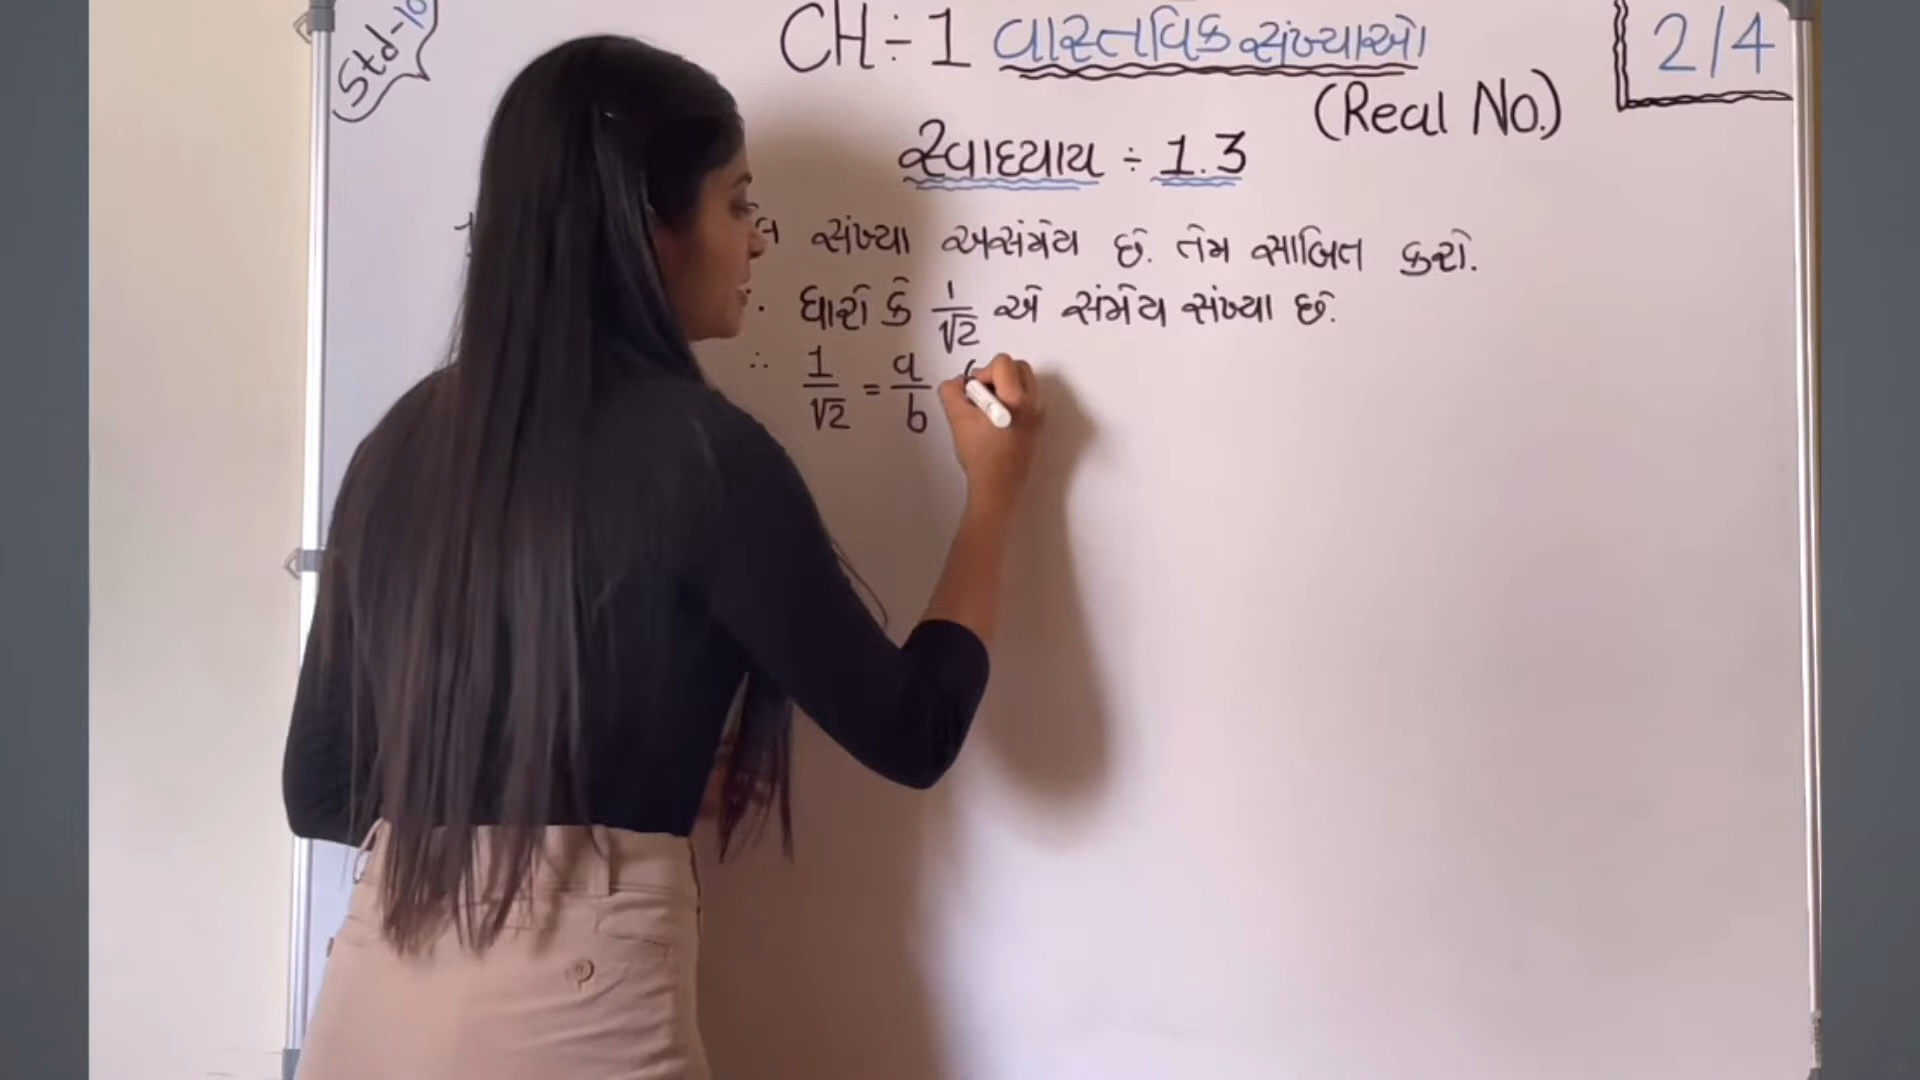 Std-10
CH÷1 વાસ્તવિક સંખ્યાઓ
2/4
(Real No.)
સ્વાધ્યાય ÷ 1.3
સંખ્યા અસંમેય છે. તેમ સાબિત કરો.
ધારો કે 1/√2 એ સંમેય સંખ્યા છે.
∴ 1/√2 = a/b